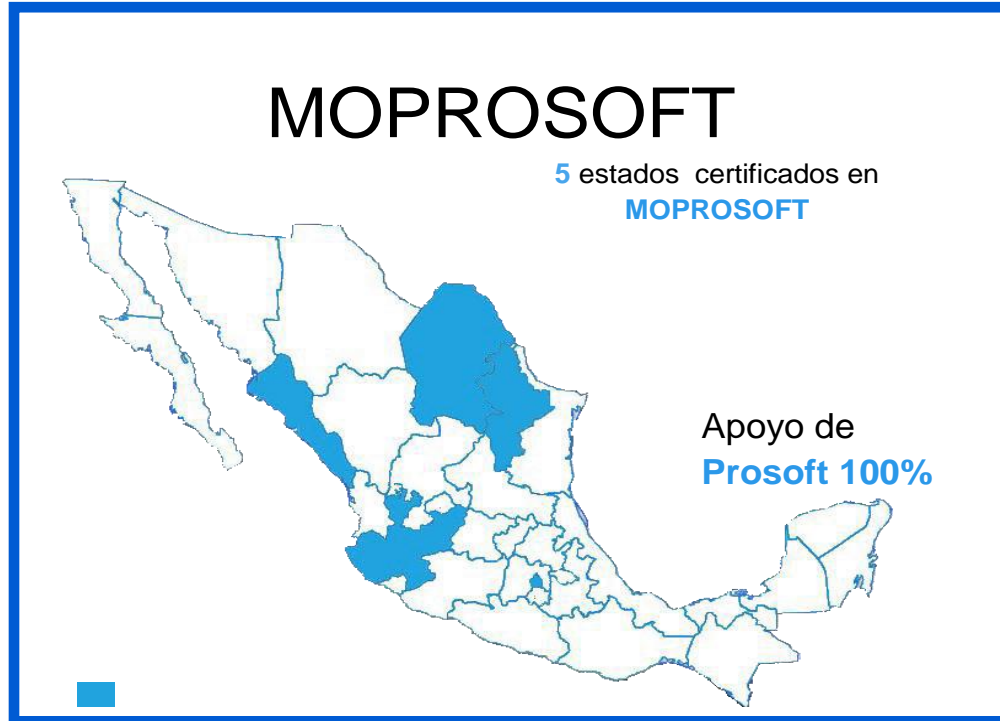 MOPROSOFT
5 estados certificados en
MOPROSOFT
Apoyo de
Prosoft 100%